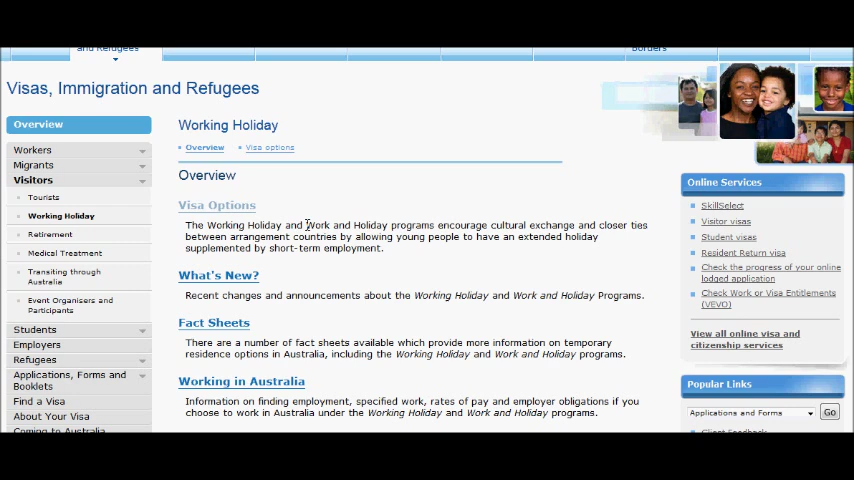 and Refugees
Borders
Visas, Immigration and Refugees
Overview
Workers
Migrants
Visitors
Tourists
Working Holiday
Retirement
Medical Treatment
Transiting through
Australia
Event Organisers and
Participants
Students
Employers
Refugees
Applications, Forms and
Booklets
Find a Visa
About Your Visa
Coming to Australia
Working Holiday
Overview
Visa options
Overview
Visa Options
The Working Holiday and Work and Holiday programs encourage cultural exchange and closer ties
between arrangement countries by allowing young people to have an extended holiday
supplemented by short-term employment.
What's New?
Recent changes and announcements about the Working Holiday and Work and Holiday Programs.
Fact Sheets
There are a number of fact sheets available which provide more information on temporary
residence options in Australia, including the Working Holiday and Work and Holiday programs.
Working in Australia
Information on finding employment, specified work, rates of pay and employer obligations if you
choose to work in Australia under the Working Holiday and Work and Holiday programs.
Online Services
SkillSelect
Visitor visas
Student visas
Resident Return visa
Check the progress of your online
lodged application
Check Work or Visa Entitlements
(VEVO)
View all online visa and
citizenship services
Popular Links
Applications and Forms
Go
Client Feedback